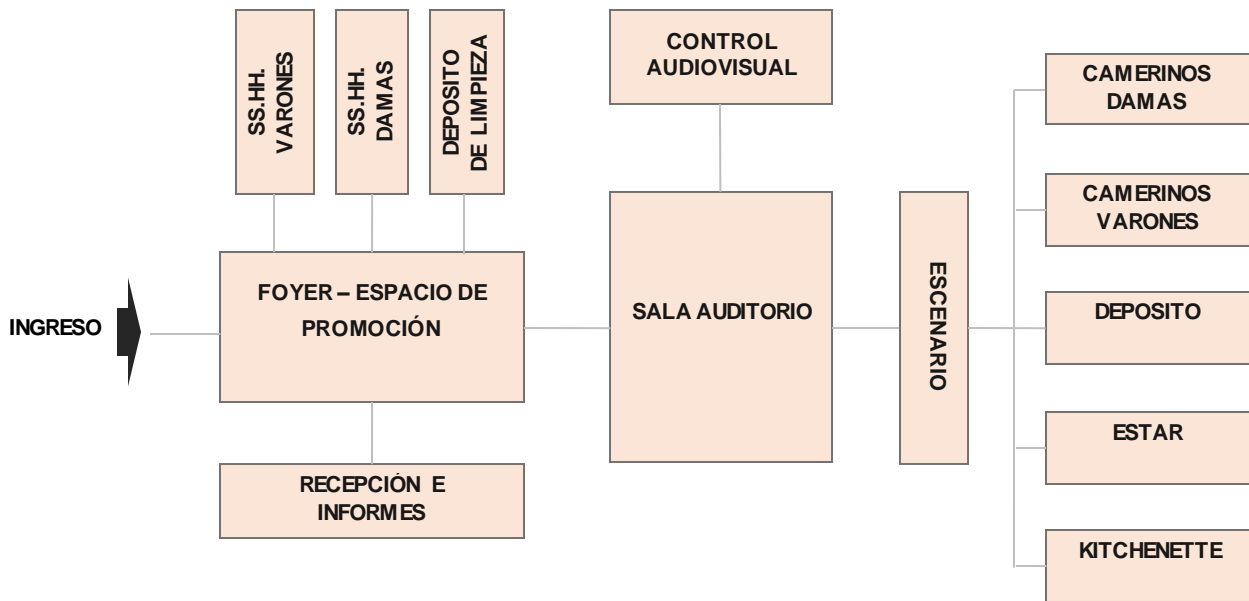 SS.HH.
VARONES
SS.HH.
DAMAS
DEPOSITO
DE LIMPIEZA
CONTROL
AUDIOVISUAL
CAMERINOS
DAMAS
CAMERINOS
VARONES
INGRESO
FOYER – ESPACIO DE
PROMOCIÓN
SALA AUDITORIO
ESCENARIO
DEPOSITO
ESTAR
RECEPCIÓN E
INFORMES
KITCHENETTE